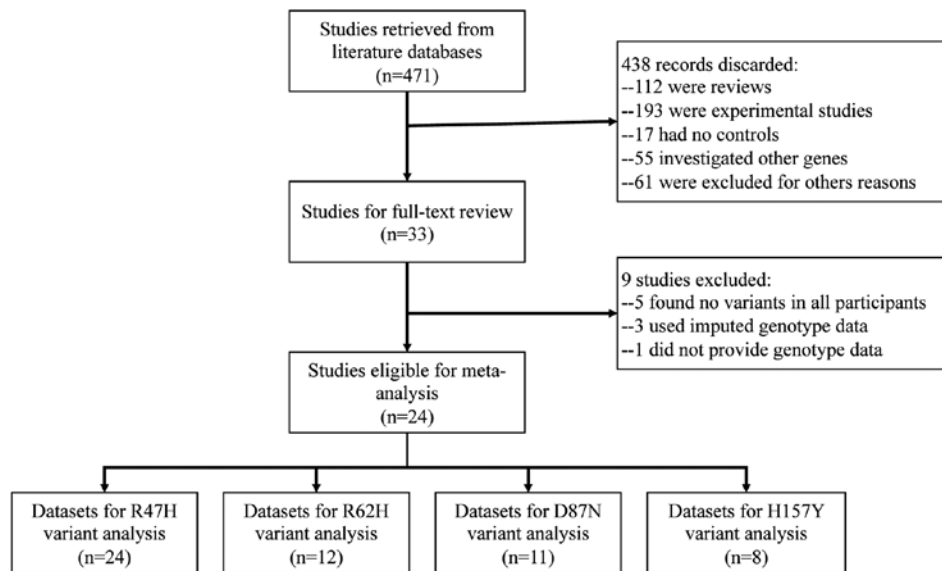 Studies retrieved from
literature databases
(n=471)
438 records discarded:
--112 were reviews
--193 were experimental studies
--17 had no controls
--55 investigated other genes
--61 were excluded for others reasons
Studies for full-text review
(n=33)
9 studies excluded:
--5 found no variants in all participants
--3 used imputed genotype data
--1 did not provide genotype data
Studies eligible for meta-
analysis
(n=24)
Datasets for R47H
variant analysis
(n=24)
Datasets for R62H
variant analysis
(n=12)
Datasets for D87N
variant analysis
(n=11)
Datasets for H157Y
variant analysis
(n=8)